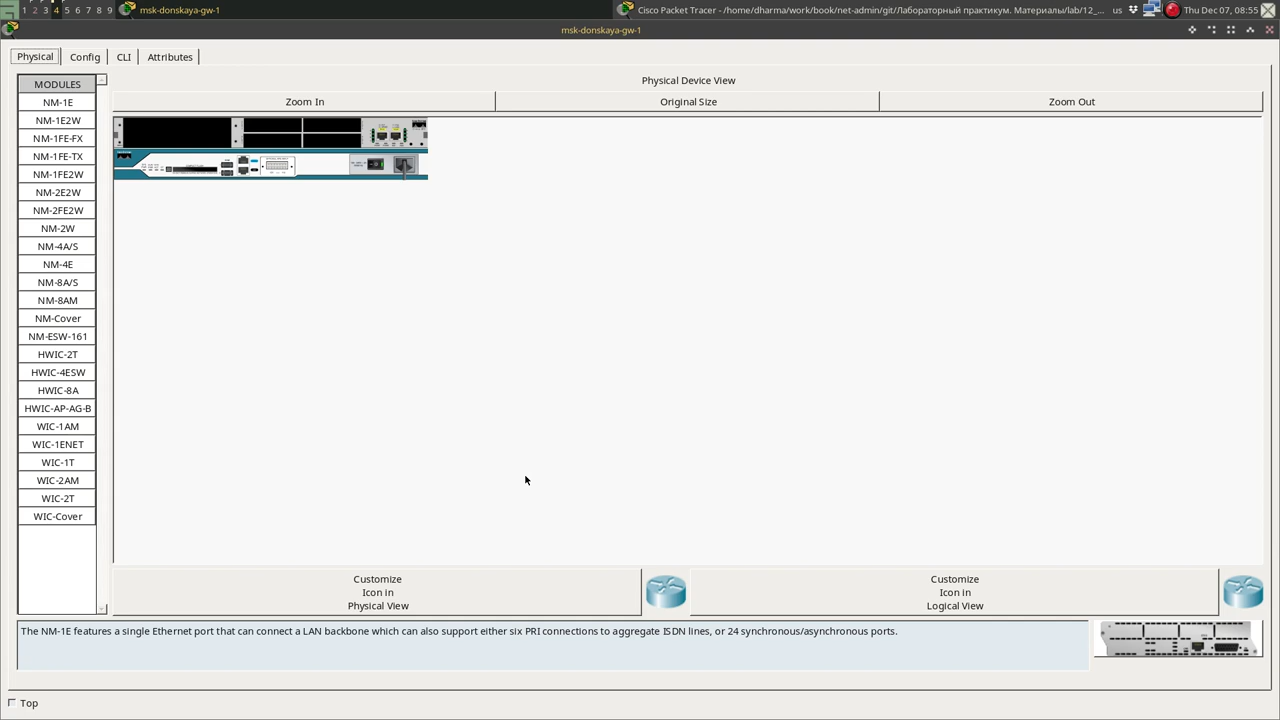 1 2 3 4 5 6 7 8 9 msk-donskaya-gw-1 Cisco Packet Tracer - /home/dharma/work/book/net-admin/git/Лабораторный практикум. Материалы/lab/12_... us Thu Dec 07, 08:55
msk-donskaya-gw-1
Physical Config CLI Attributes
MODULES
NM-1E
NM-1E2W
NM-1FE-FX
NM-1FE-TX
NM-1FE2W
NM-2E2W
NM-2FE2W
NM-2W
NM-4A/S
NM-4E
NM-8A/S
NM-8AM
NM-Cover
NM-ESW-161
HWIC-2T
HWIC-4ESW
HWIC-8A
HWIC-AP-AG-B
WIC-1AM
WIC-1ENET
WIC-1T
WIC-2AM
WIC-2T
WIC-Cover
Physical Device View
Zoom In Original Size Zoom Out
Customize
Icon in
Physical View
Customize
Icon in
Logical View
The NM-1E features a single Ethernet port that can connect a LAN backbone which can also support either six PRI connections to aggregate ISDN lines, or 24 synchronous/asynchronous ports.
Top